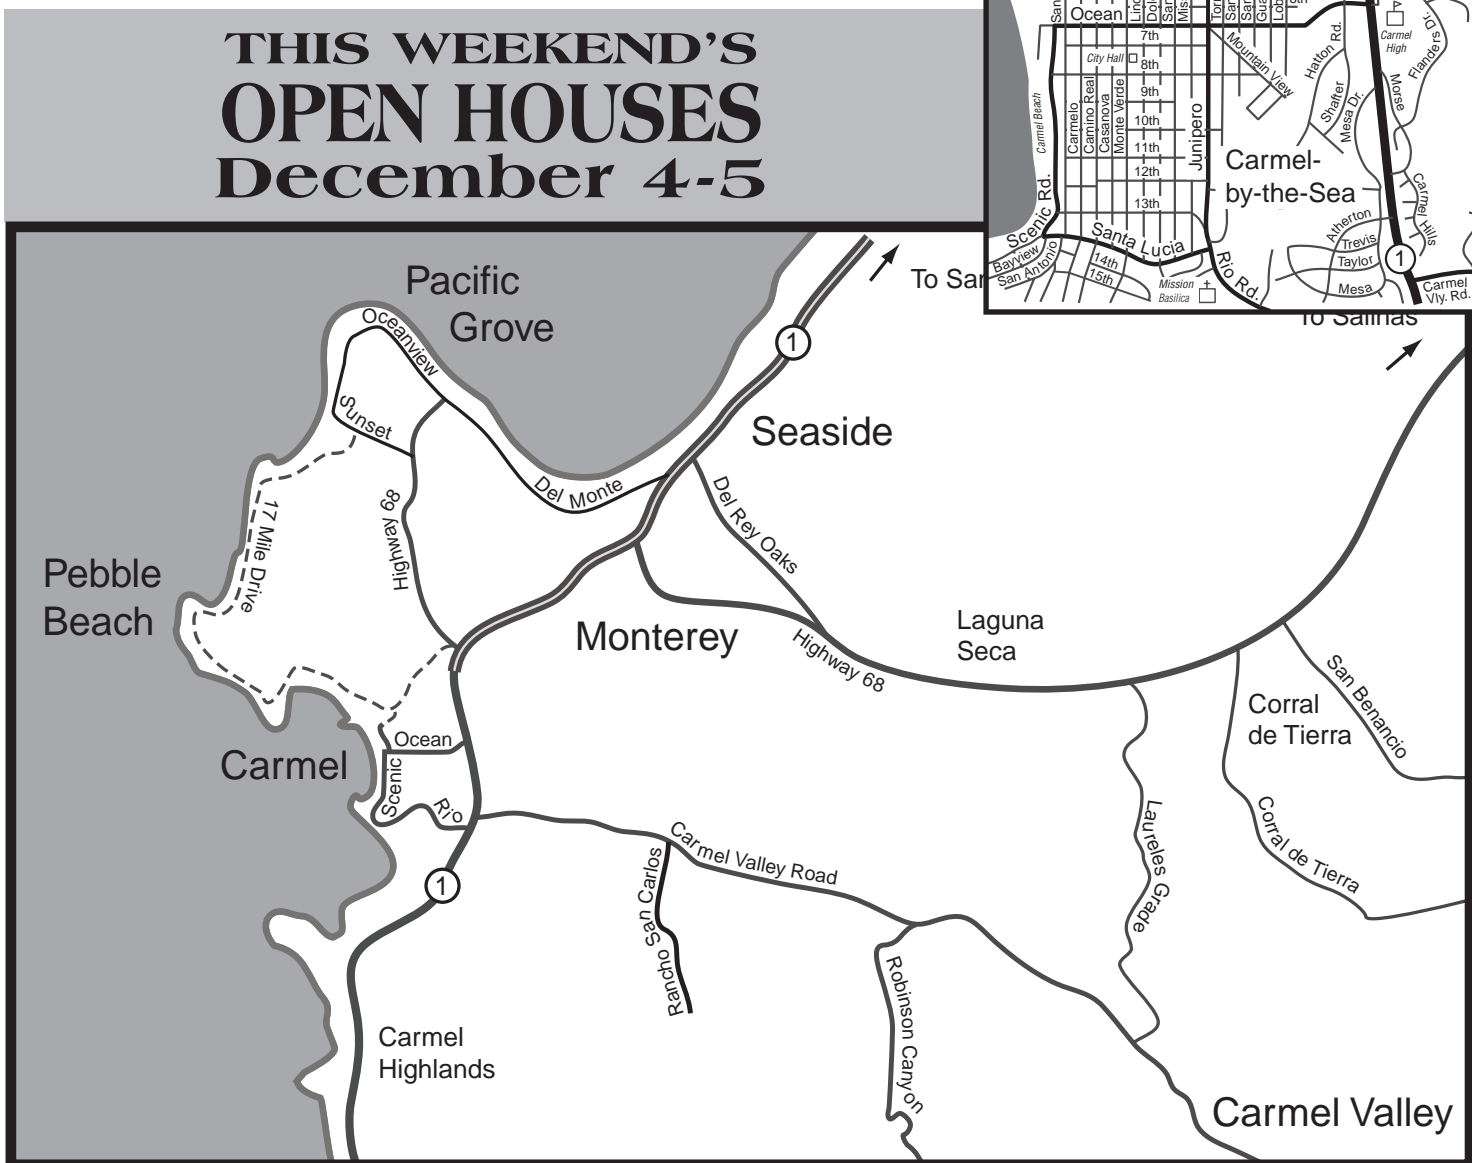 THIS WEEKEND'S
OPEN HOUSES
December 4-5
Ocean
7th
City Hall
8th
9th
10th
11th
12th
13th
14th
15th
Carmel Beach
Carmelo
Camino Real
Casanova
Monte Verde
Junipero
Mountain View
Hatton Rd.
Shafter
Mesa Dr.
Morse
Flanders Dr.
Carmel
High
Carmel-
by-the-Sea
Carmel Hills
Atherton
Trevis
Taylor
Mesa
1
Carmel
Vly. Rd.
Scenic Rd.
Bayview
San Antonio
Santa Lucia
Rio Rd.
Mission
Basilica
To Salinas
Pacific
Grove
Oceanview
Sunset
1
Seaside
Del Monte
Del Rey Oaks
17 Mile Drive
Highway 68
Pebble
Beach
Monterey
Highway 68
Laguna
Seca
Corral
de Tierra
San Benancio
Corral de Tierra
Carmel
Ocean
Scenic
Rio
1
Carmel Valley Road
Rancho San Carlos
Laureles Grade
Robinson Canyon
Carmel
Highlands
Carmel Valley